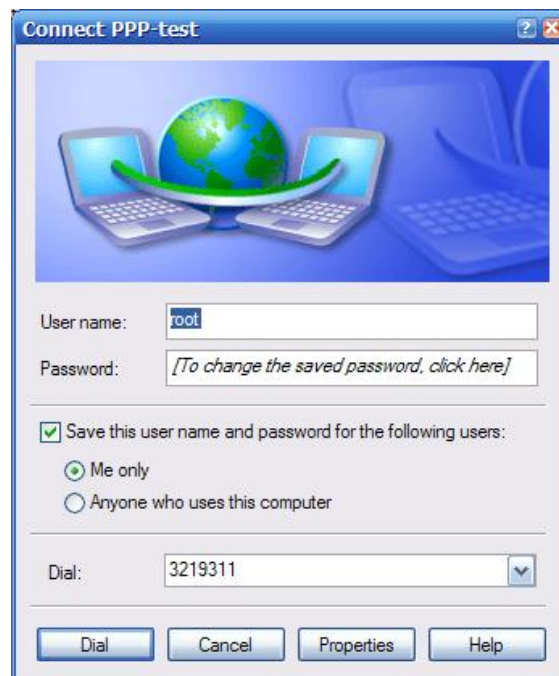 Connect PPP-test
User name: root
Password: [To change the saved password, click here]
Save this user name and password for the following users:
Me only
Anyone who uses this computer
Dial: 3219311
Dial Cancel Properties Help